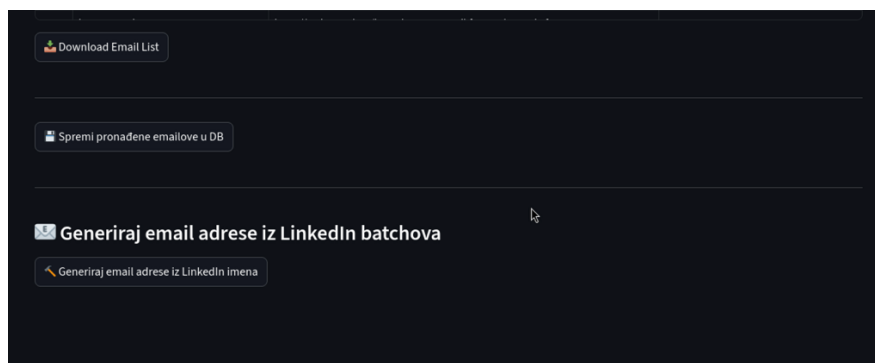 Download Email List
Spremi pronađene emailove u DB
Generiraj email adrese iz LinkedIn batchova
Generiraj email adrese iz LinkedIn imena